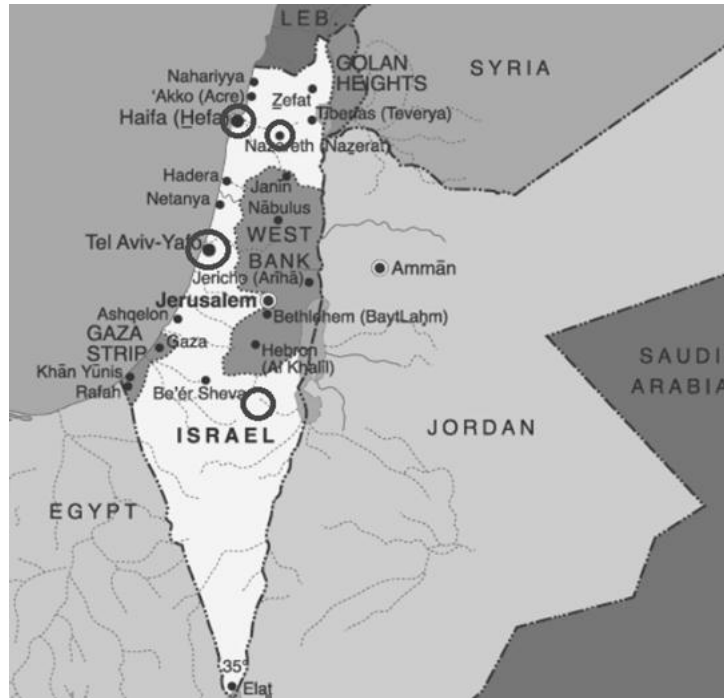 LEB.
GOLAN
HEIGHTS
SYRIA
Nahariyya
'Akko (Acre)
Zefat
Haifa (Hefa)
Tiberias (Teverya)
Nazareth (Nazerat)
Hadera
Janin
Netanya
Nābulus
WEST
BANK
Tel Aviv-Yafo
Jericho (Arīhā)
Ammān
Jerusalem
Ashqelon
Bethlehem (BaytLahm)
GAZA
STRIP
Gaza
Hebron
(Al Khalīl)
SAUDI
ARABIA
Khān Yūnis
Rafah
Be'ér Sheva
ISRAEL
JORDAN
EGYPT
35°
Elat